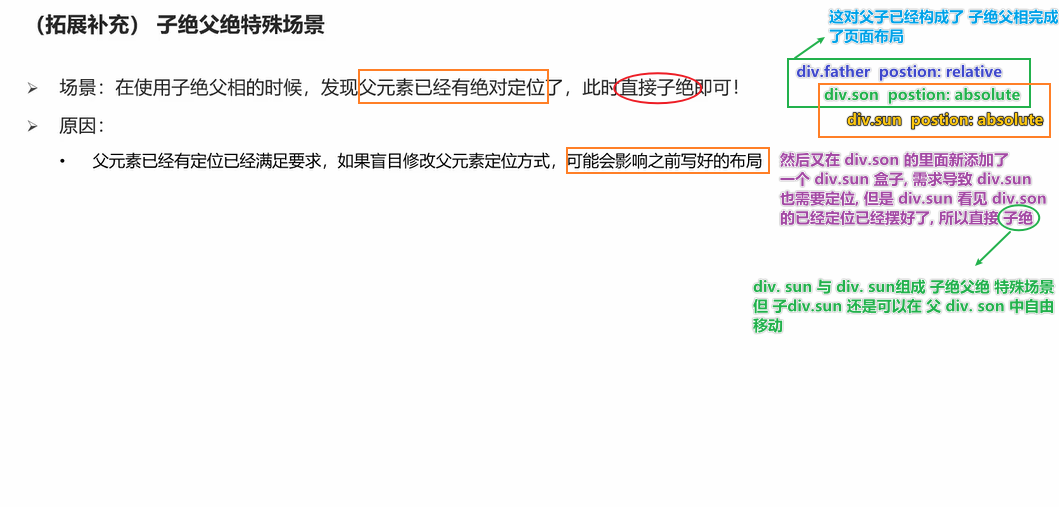 （拓展补充） 子绝父绝特殊场景
➢ 场景：在使用子绝父相的时候，发现父元素已经有绝对定位了，此时直接子绝即可！
➢ 原因：
• 父元素已经有定位已经满足要求，如果盲目修改父元素定位方式，可能会影响之前写好的布局
这对父子已经构成了 子绝父相完成
了页面布局
div.father postion: relative
div.son postion: absolute
div.sun postion: absolute
然后又在 div.son 的里面新添加了
一个 div.sun 盒子, 需求导致 div.sun
也需要定位, 但是 div.sun 看见 div.son
的已经定位已经摆好了, 所以直接 子绝
div. sun 与 div. sun组成 子绝父绝 特殊场景
但 子div.sun 还是可以在 父 div. son 中自由
移动